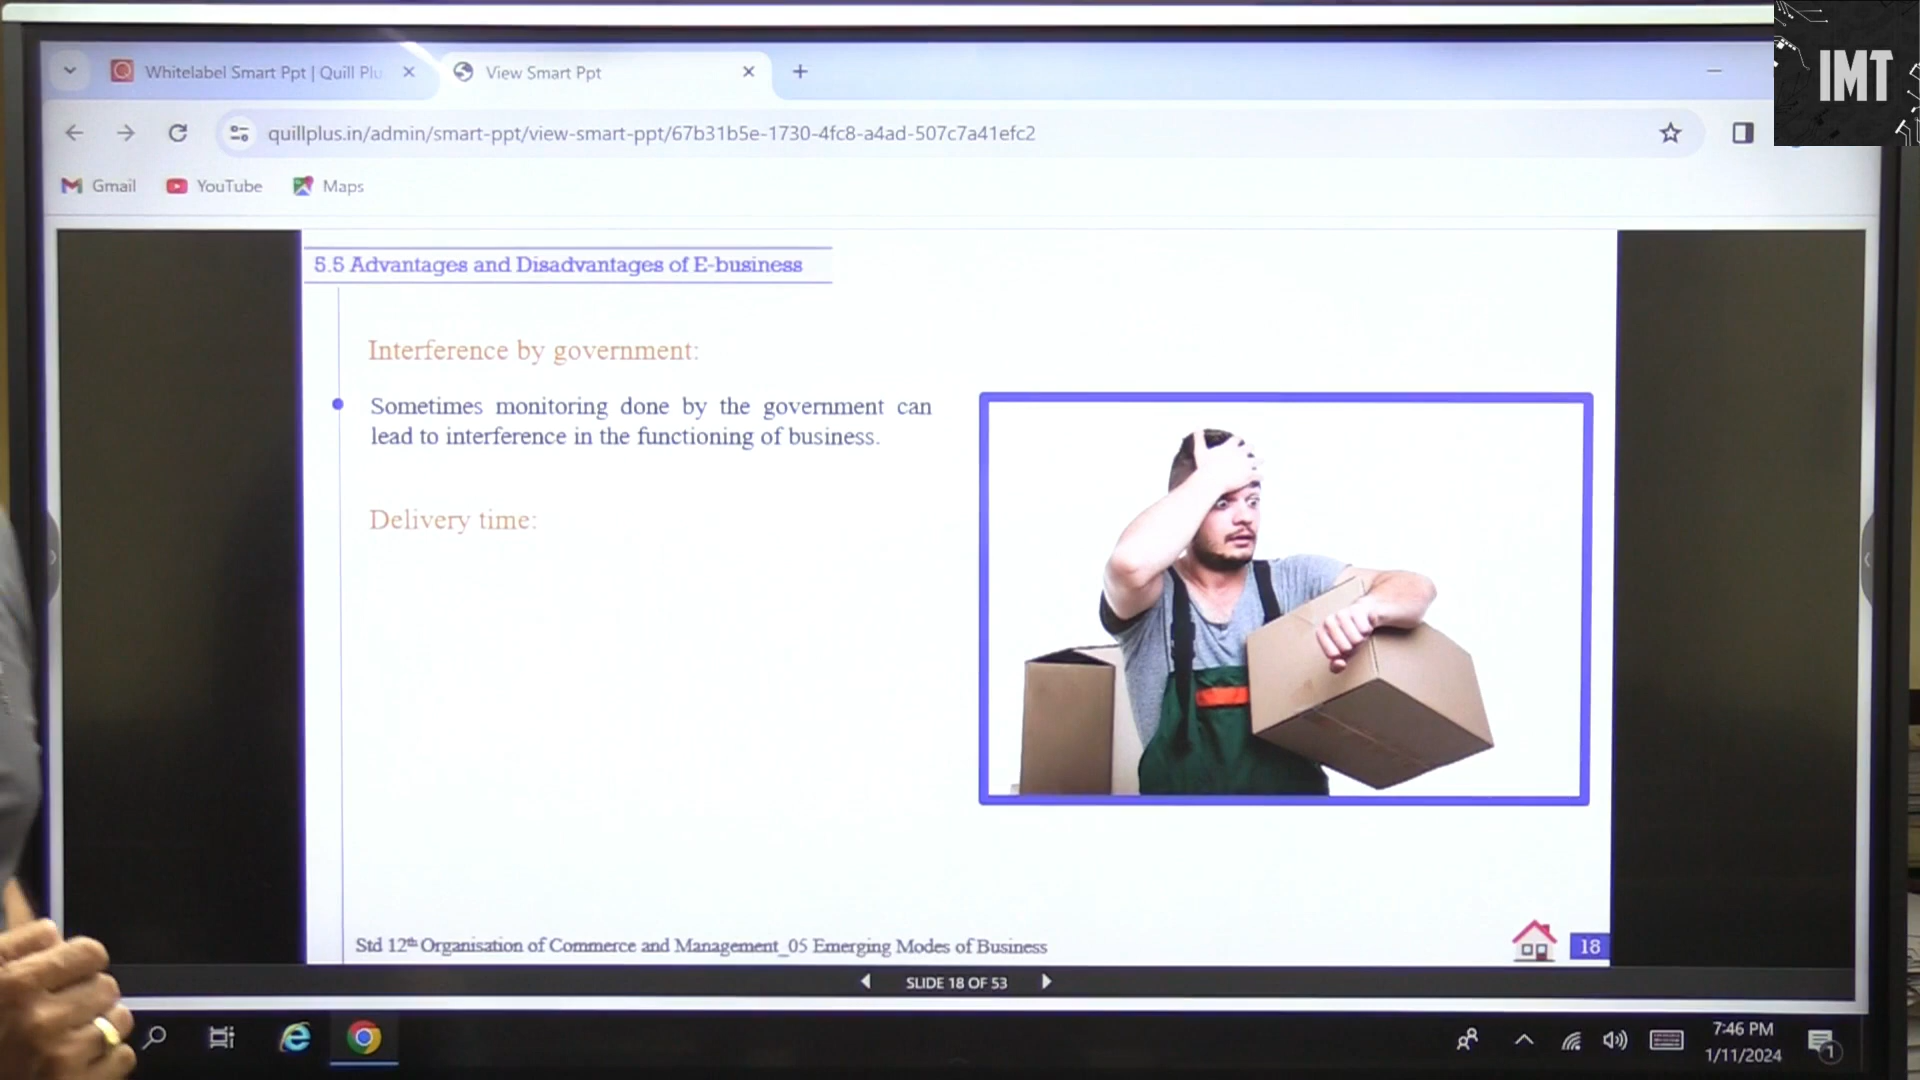 IMT
Whitelabel Smart Ppt | Quill Plu
View Smart Ppt
quillplus.in/admin/smart-ppt/view-smart-ppt/67b31b5e-1730-4fc8-a4ad-507c7a41efc2
Gmail
YouTube
Maps
5.5 Advantages and Disadvantages of E-business
Interference by government:
Sometimes monitoring done by the government can
lead to interference in the functioning of business.
Delivery time:
Std 12th Organisation of Commerce and Management_05 Emerging Modes of Business
18
SLIDE 18 OF 53
7:46 PM
1/11/2024
1